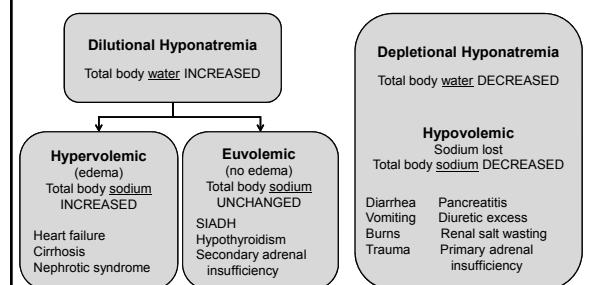 Dilutional Hyponatremia
Total body water INCREASED
Hypervolemic
(edema)
Total body sodium
INCREASED
Heart failure
Cirrhosis
Nephrotic syndrome
Euvolemic
(no edema)
Total body sodium
UNCHANGED
SIADH
Hypothyroidism
Secondary adrenal
insufficiency
Depletional Hyponatremia
Total body water DECREASED
Hypovolemic
Sodium lost
Total body sodium DECREASED
Diarrhea Pancreatitis
Vomiting Diuretic excess
Burns Renal salt wasting
Trauma Primary adrenal
insufficiency